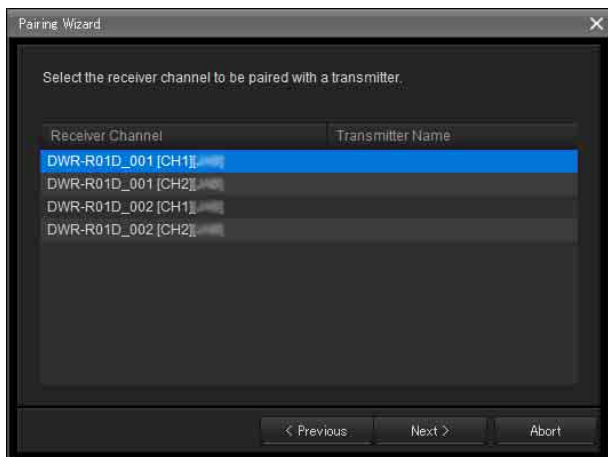 Pairing Wizard
Select the receiver channel to be paired with a transmitter.
Receiver Channel Transmitter Name
DWR-R01D_001 [CH1][
DWR-R01D_001 [CH2][
DWR-R01D_002 [CH1][
DWR-R01D_002 [CH2][
< Previous Next > Abort